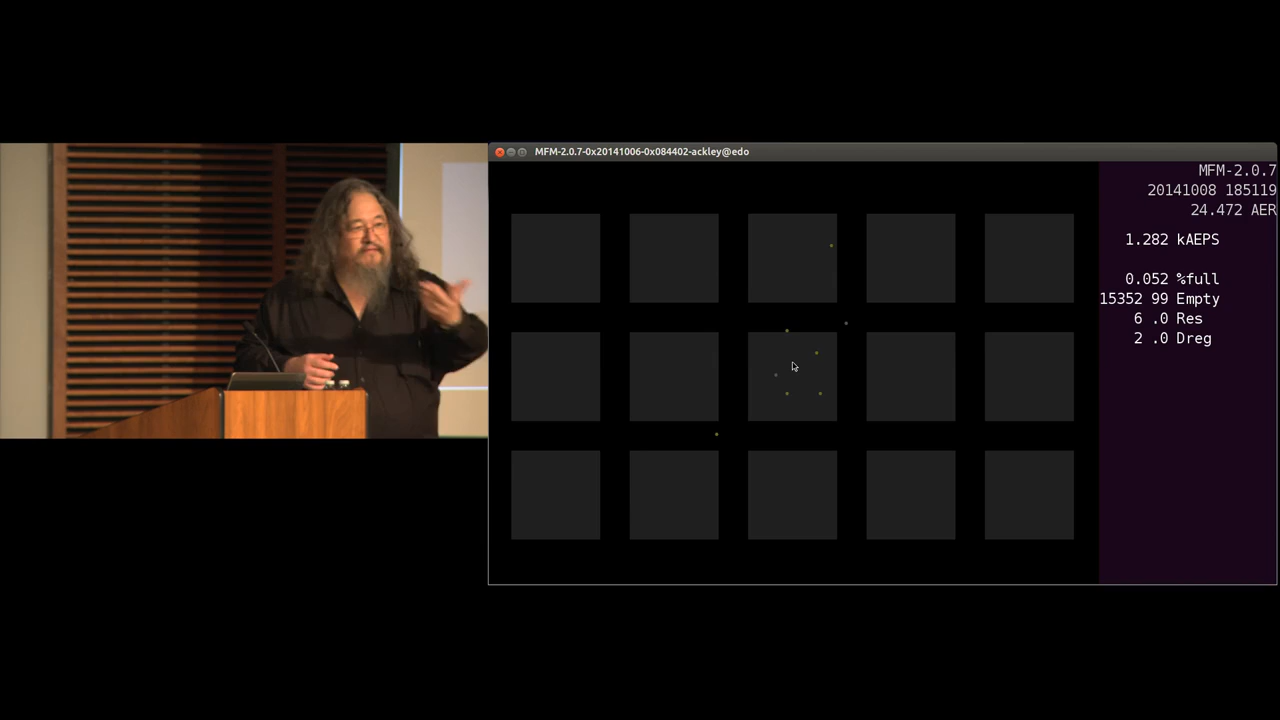 MFM-2.0.7-0x20141006-0x084402-ackley@edo
MFM-2.0.7
20141008 185119
24.472 AER
1.282 kAEPS
0.052 %full
15352 99 Empty
6 .0 Res
2 .0 Dreg